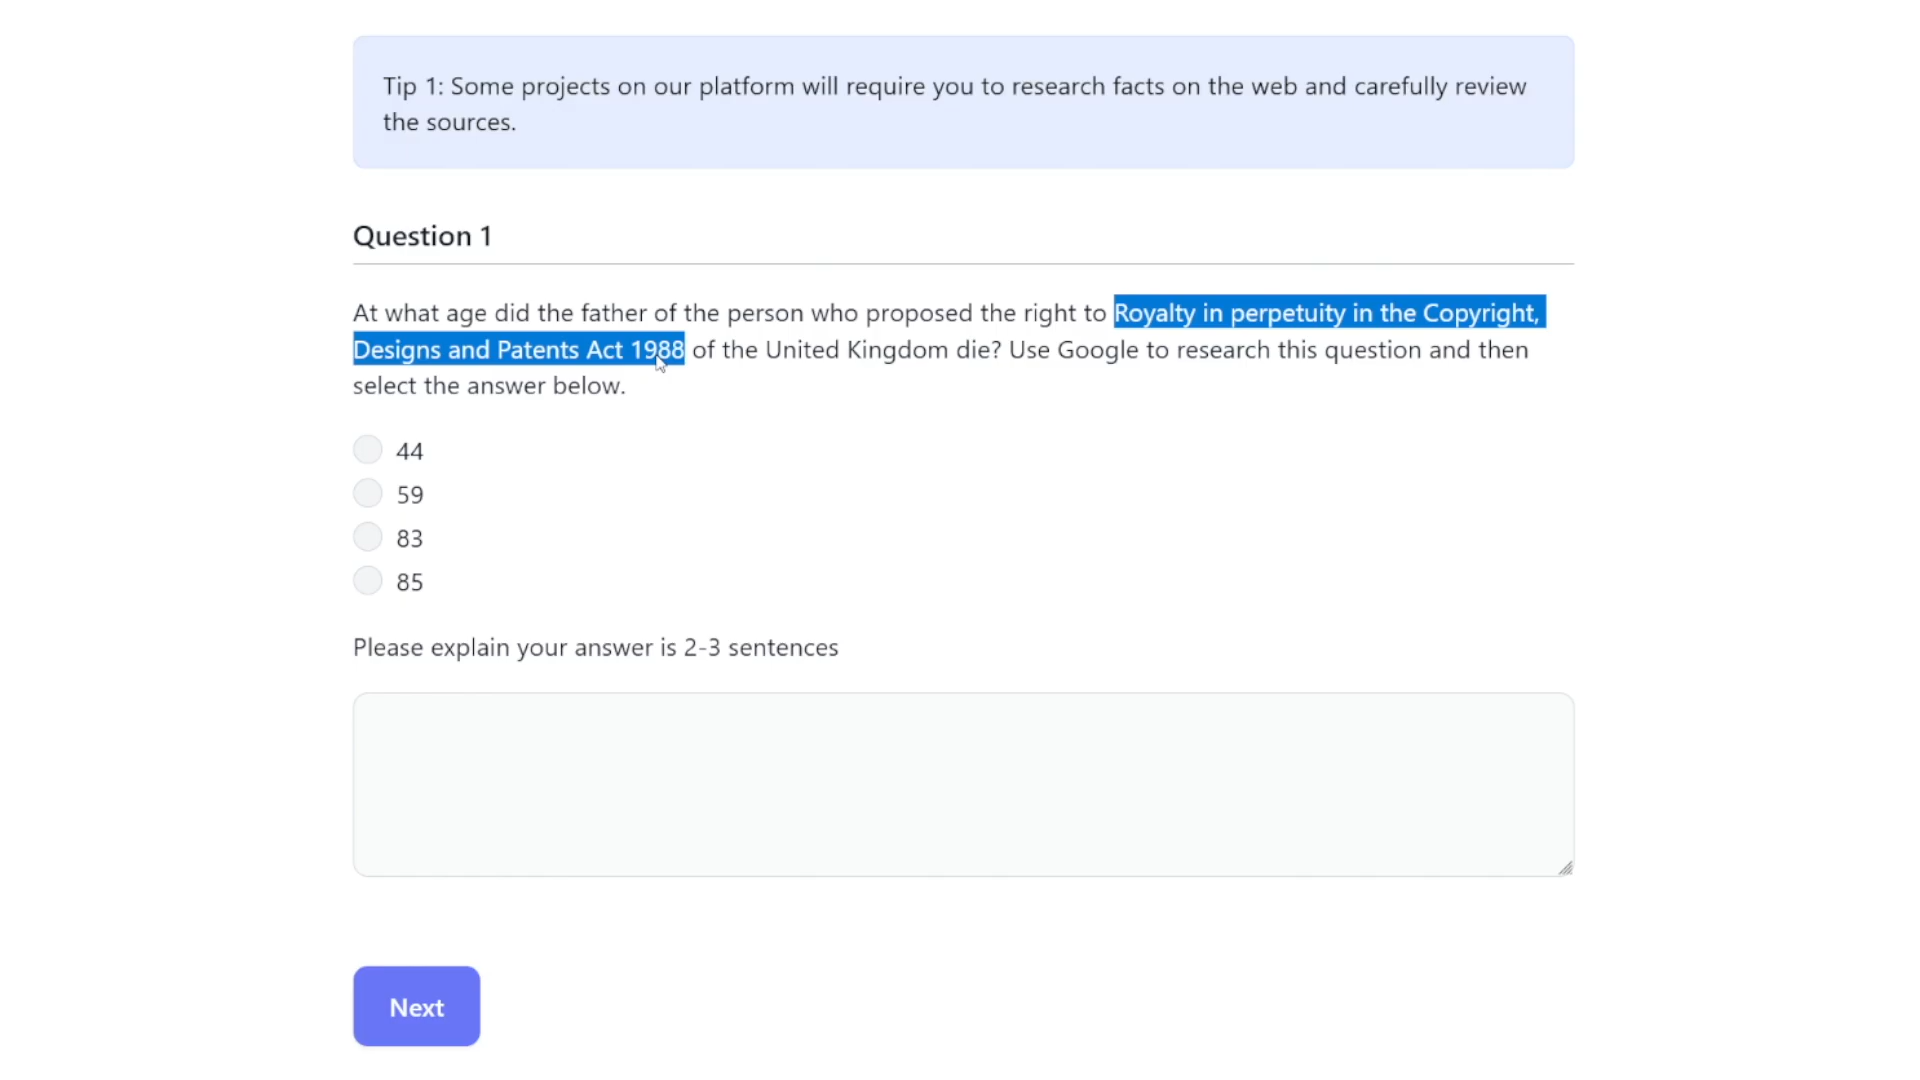 Tip 1: Some projects on our platform will require you to research facts on the web and carefully review
the sources.
Question 1
At what age did the father of the person who proposed the right to Royalty in perpetuity in the Copyright,
Designs and Patents Act 1988 of the United Kingdom die? Use Google to research this question and then
select the answer below.
44
59
83
85
Please explain your answer is 2-3 sentences
Next